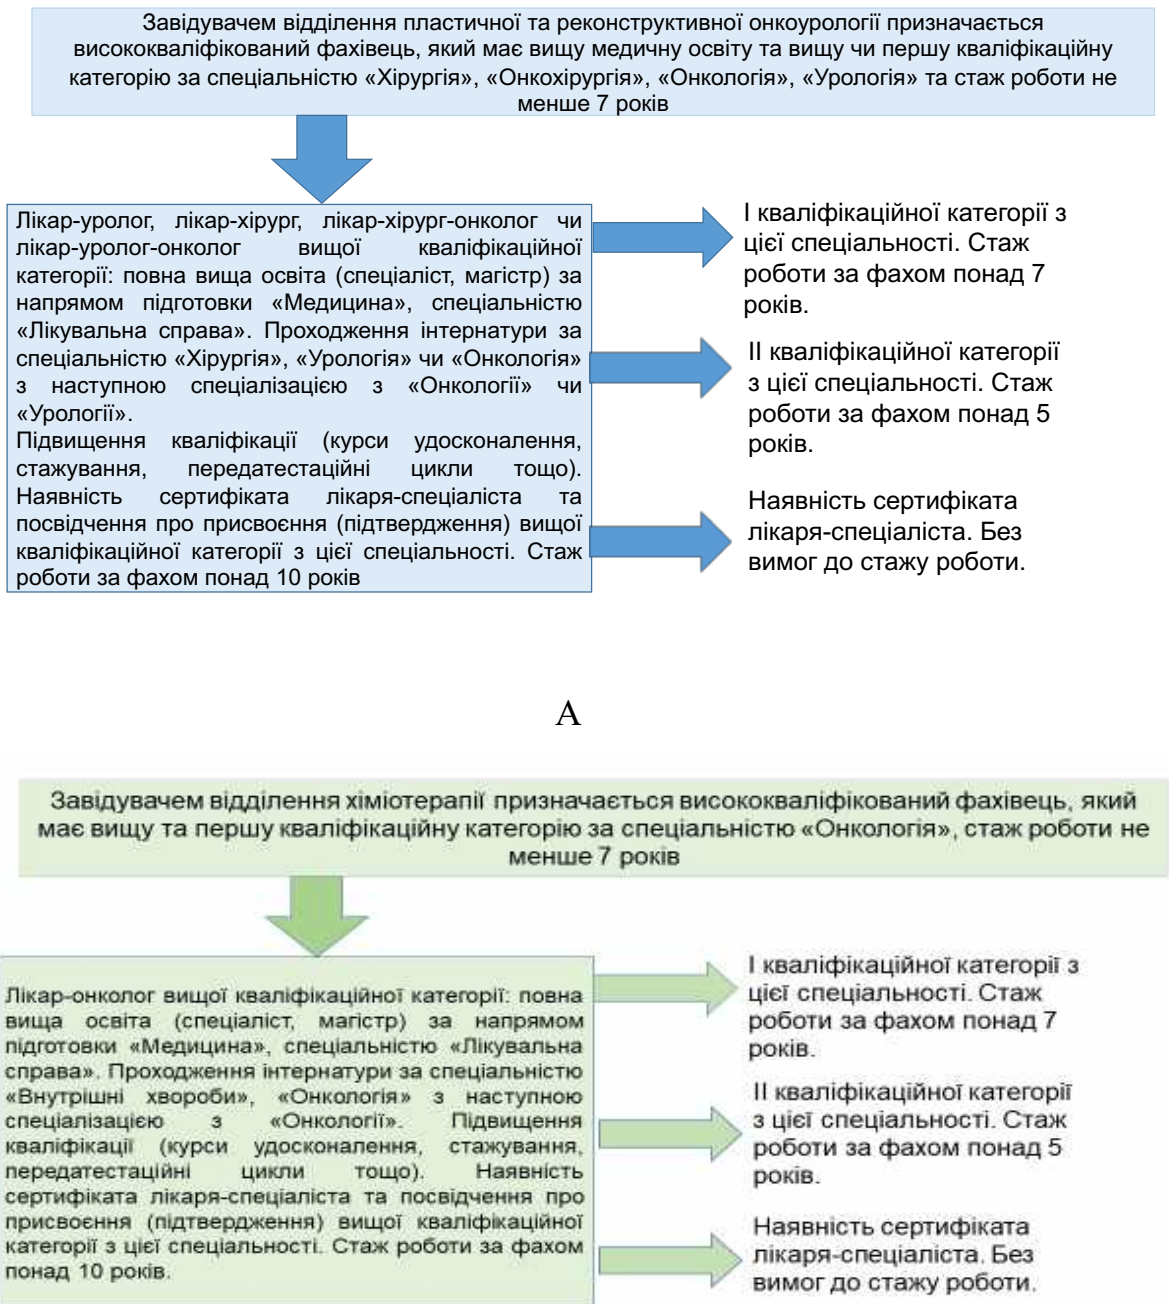 Завідувачем відділення пластичної та реконструктивної онкоурології призначається
висококваліфікований фахівець, який має вищу медичну освіту та вищу чи першу кваліфікаційну
категорію за спеціальністю «Хірургія», «Онкохірургія», «Онкологія», «Урологія» та стаж роботи не
менше 7 років
Лікар-уролог, лікар-хірург, лікар-хірург-онколог чи
лікар-уролог-онколог вищої кваліфікаційної
категорії: повна вища освіта (спеціаліст, магістр) за
напрямом підготовки «Медицина», спеціальністю
«Лікувальна справа». Проходження інтернатури за
спеціальністю «Хірургія», «Урологія» чи «Онкологія»
з наступною спеціалізацією з «Онкології» чи
«Урології».
Підвищення кваліфікації (курси удосконалення,
стажування, передатестаційні цикли тощо).
Наявність сертифіката лікаря-спеціаліста та
посвідчення про присвоєння (підтвердження) вищої
кваліфікаційної категорії з цієї спеціальності. Стаж
роботи за фахом понад 10 років
І кваліфікаційної категорії з
цієї спеціальності. Стаж
роботи за фахом понад 7
років.
ІІ кваліфікаційної категорії
з цієї спеціальності. Стаж
роботи за фахом понад 5
років.
Наявність сертифіката
лікаря-спеціаліста. Без
вимог до стажу роботи.
А
Завідувачем відділення хіміотерапії призначається висококваліфікований фахівець, який
має вищу та першу кваліфікаційну категорію за спеціальністю «Онкологія», стаж роботи не
менше 7 років
Лікар-онколог вищої кваліфікаційної категорії: повна
вища освіта (спеціаліст, магістр) за напрямом
підготовки «Медицина», спеціальністю «Лікувальна
справа». Проходження інтернатури за спеціальністю
«Внутрішні хвороби», «Онкологія» з наступною
спеціалізацією з «Онкології». Підвищення
кваліфікації (курси удосконалення, стажування,
передатестаційні цикли тощо). Наявність
сертифіката лікаря-спеціаліста та посвідчення про
присвоєння (підтвердження) вищої кваліфікаційної
категорії з цієї спеціальності. Стаж роботи за фахом
понад 10 років.
І кваліфікаційної категорії з
цієї спеціальності. Стаж
роботи за фахом понад 7
років.
ІІ кваліфікаційної категорії
з цієї спеціальності. Стаж
роботи за фахом понад 5
років.
Наявність сертифіката
лікаря-спеціаліста. Без
вимог до стажу роботи.